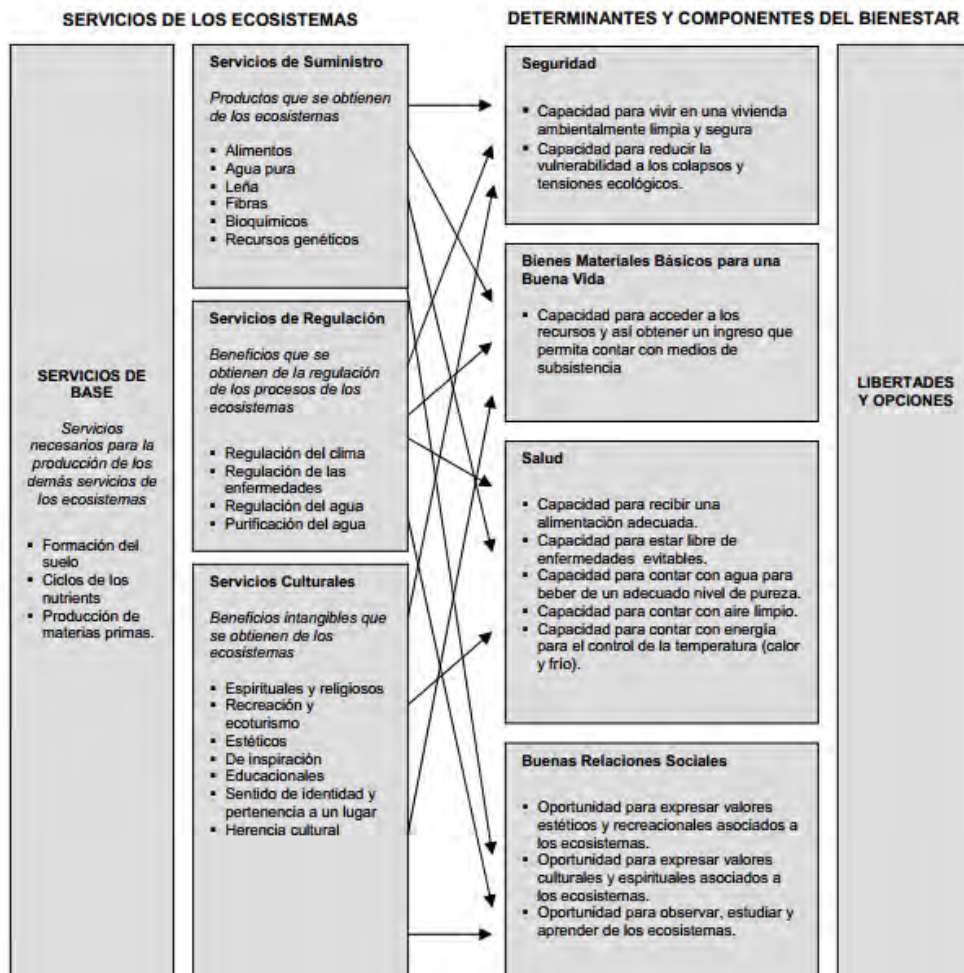 SERVICIOS DE LOS ECOSISTEMAS
DETERMINANTES Y COMPONENTES DEL BIENESTAR
SERVICIOS DE
BASE
Servicios
necesarios para la
producción de los
demás servicios de
los ecosistemas
▪ Formación del
suelo
▪ Ciclos de los
nutrients
▪ Producción de
materias primas.
Servicios de Suministro
Productos que se obtienen
de los ecosistemas
▪ Alimentos
▪ Agua pura
▪ Leña
▪ Fibras
▪ Bioquímicos
▪ Recursos genéticos
Servicios de Regulación
Beneficios que se
obtienen de la regulación
de los procesos de los
ecosistemas
▪ Regulación del clima
▪ Regulación de las
enfermedades
▪ Regulación del agua
▪ Purificación del agua
Servicios Culturales
Beneficios intangibles que
se obtienen de los
ecosistemas
▪ Espirituales y religiosos
▪ Recreación y
ecoturismo
▪ Estéticos
▪ De inspiración
▪ Educacionales
▪ Sentido de identidad y
pertenencia a un lugar
▪ Herencia cultural
Seguridad
▪ Capacidad para vivir en una vivienda
ambientalmente limpia y segura
▪ Capacidad para reducir la
vulnerabilidad a los colapsos y
tensiones ecológicos.
Bienes Materiales Básicos para una
Buena Vida
▪ Capacidad para acceder a los
recursos y así obtener un ingreso que
permita contar con medios de
subsistencia
Salud
▪ Capacidad para recibir una
alimentación adecuada.
▪ Capacidad para estar libre de
enfermedades evitables.
▪ Capacidad para contar con agua para
beber de un adecuado nivel de pureza.
▪ Capacidad para contar con aire limpio.
▪ Capacidad para contar con energía
para el control de la temperatura (calor
y frío).
Buenas Relaciones Sociales
▪ Oportunidad para expresar valores
estéticos y recreacionales asociados a
los ecosistemas.
▪ Oportunidad para expresar valores
culturales y espirituales asociados a
los ecosistemas.
▪ Oportunidad para observar, estudiar y
aprender de los ecosistemas.
LIBERTADES
Y OPCIONES